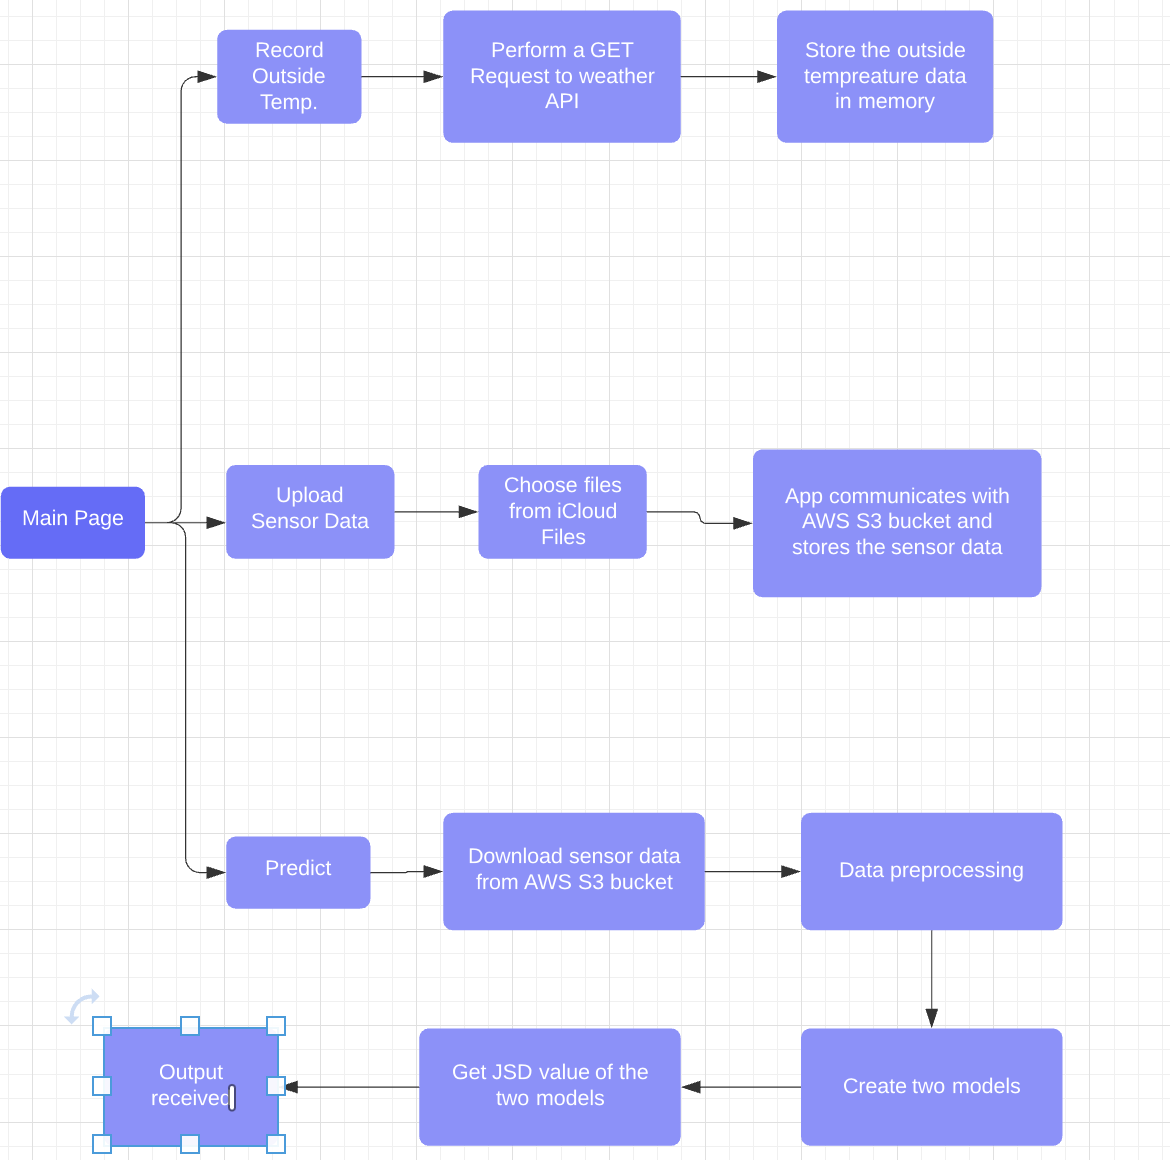 Record
Outside
Temp.
Perform a GET
Request to weather
API
Store the outside
tempreature data
in memory
Main Page
Upload
Sensor Data
Choose files
from iCloud
Files
App communicates with
AWS S3 bucket and
stores the sensor data
Predict
Download sensor data
from AWS S3 bucket
Data preprocessing
Output
received
Get JSD value of the
two models
Create two models